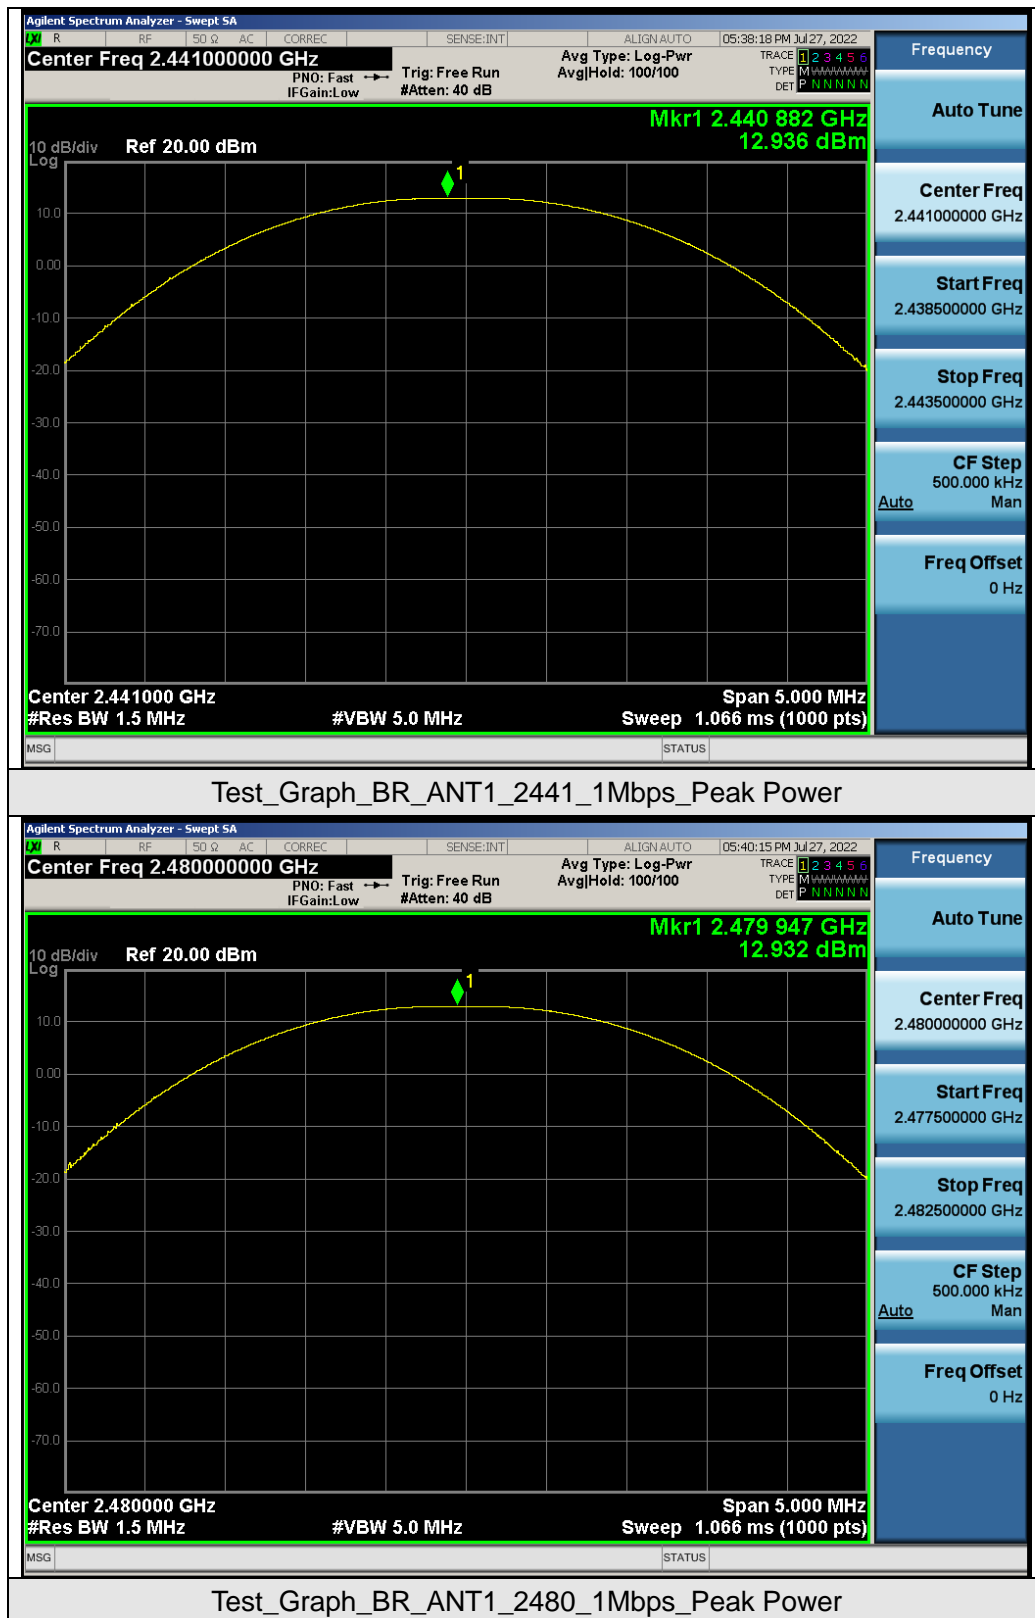 Agilent Spectrum Analyzer - Swept SA
LXI R RF 50 Ω AC CORREC SENSE:INT ALIGN AUTO 05:38:18 PM Jul 27, 2022
Center Freq 2.441000000 GHz
PNO: Fast
IFGain:Low
Trig: Free Run
#Atten: 40 dB
Avg Type: Log-Pwr
Avg|Hold: 100/100
TRACE 1 2 3 4 5 6
TYPE M WWWWW
DET P N N N N N
Frequency
Mkr1 2.440 882 GHz
12.936 dBm
10 dB/div Ref 20.00 dBm
Log
1
10.0
0.00
-10.0
-20.0
-30.0
-40.0
-50.0
-60.0
-70.0
Center 2.441000 GHz Span 5.000 MHz
#Res BW 1.5 MHz #VBW 5.0 MHz Sweep 1.066 ms (1000 pts)
MSG STATUS
Auto Tune
Center Freq
2.441000000 GHz
Start Freq
2.438500000 GHz
Stop Freq
2.443500000 GHz
CF Step
500.000 kHz
Auto Man
Freq Offset
0 Hz
Test_Graph_BR_ANT1_2441_1Mbps_Peak Power
Agilent Spectrum Analyzer - Swept SA
LXI R RF 50 Ω AC CORREC SENSE:INT ALIGN AUTO 05:40:15 PM Jul 27, 2022
Center Freq 2.480000000 GHz
PNO: Fast
IFGain:Low
Trig: Free Run
#Atten: 40 dB
Avg Type: Log-Pwr
Avg|Hold: 100/100
TRACE 1 2 3 4 5 6
TYPE M WWWWW
DET P N N N N N
Frequency
Mkr1 2.479 947 GHz
12.932 dBm
10 dB/div Ref 20.00 dBm
Log
1
10.0
0.00
-10.0
-20.0
-30.0
-40.0
-50.0
-60.0
-70.0
Center 2.480000 GHz Span 5.000 MHz
#Res BW 1.5 MHz #VBW 5.0 MHz Sweep 1.066 ms (1000 pts)
MSG STATUS
Auto Tune
Center Freq
2.480000000 GHz
Start Freq
2.477500000 GHz
Stop Freq
2.482500000 GHz
CF Step
500.000 kHz
Auto Man
Freq Offset
0 Hz
Test_Graph_BR_ANT1_2480_1Mbps_Peak Power